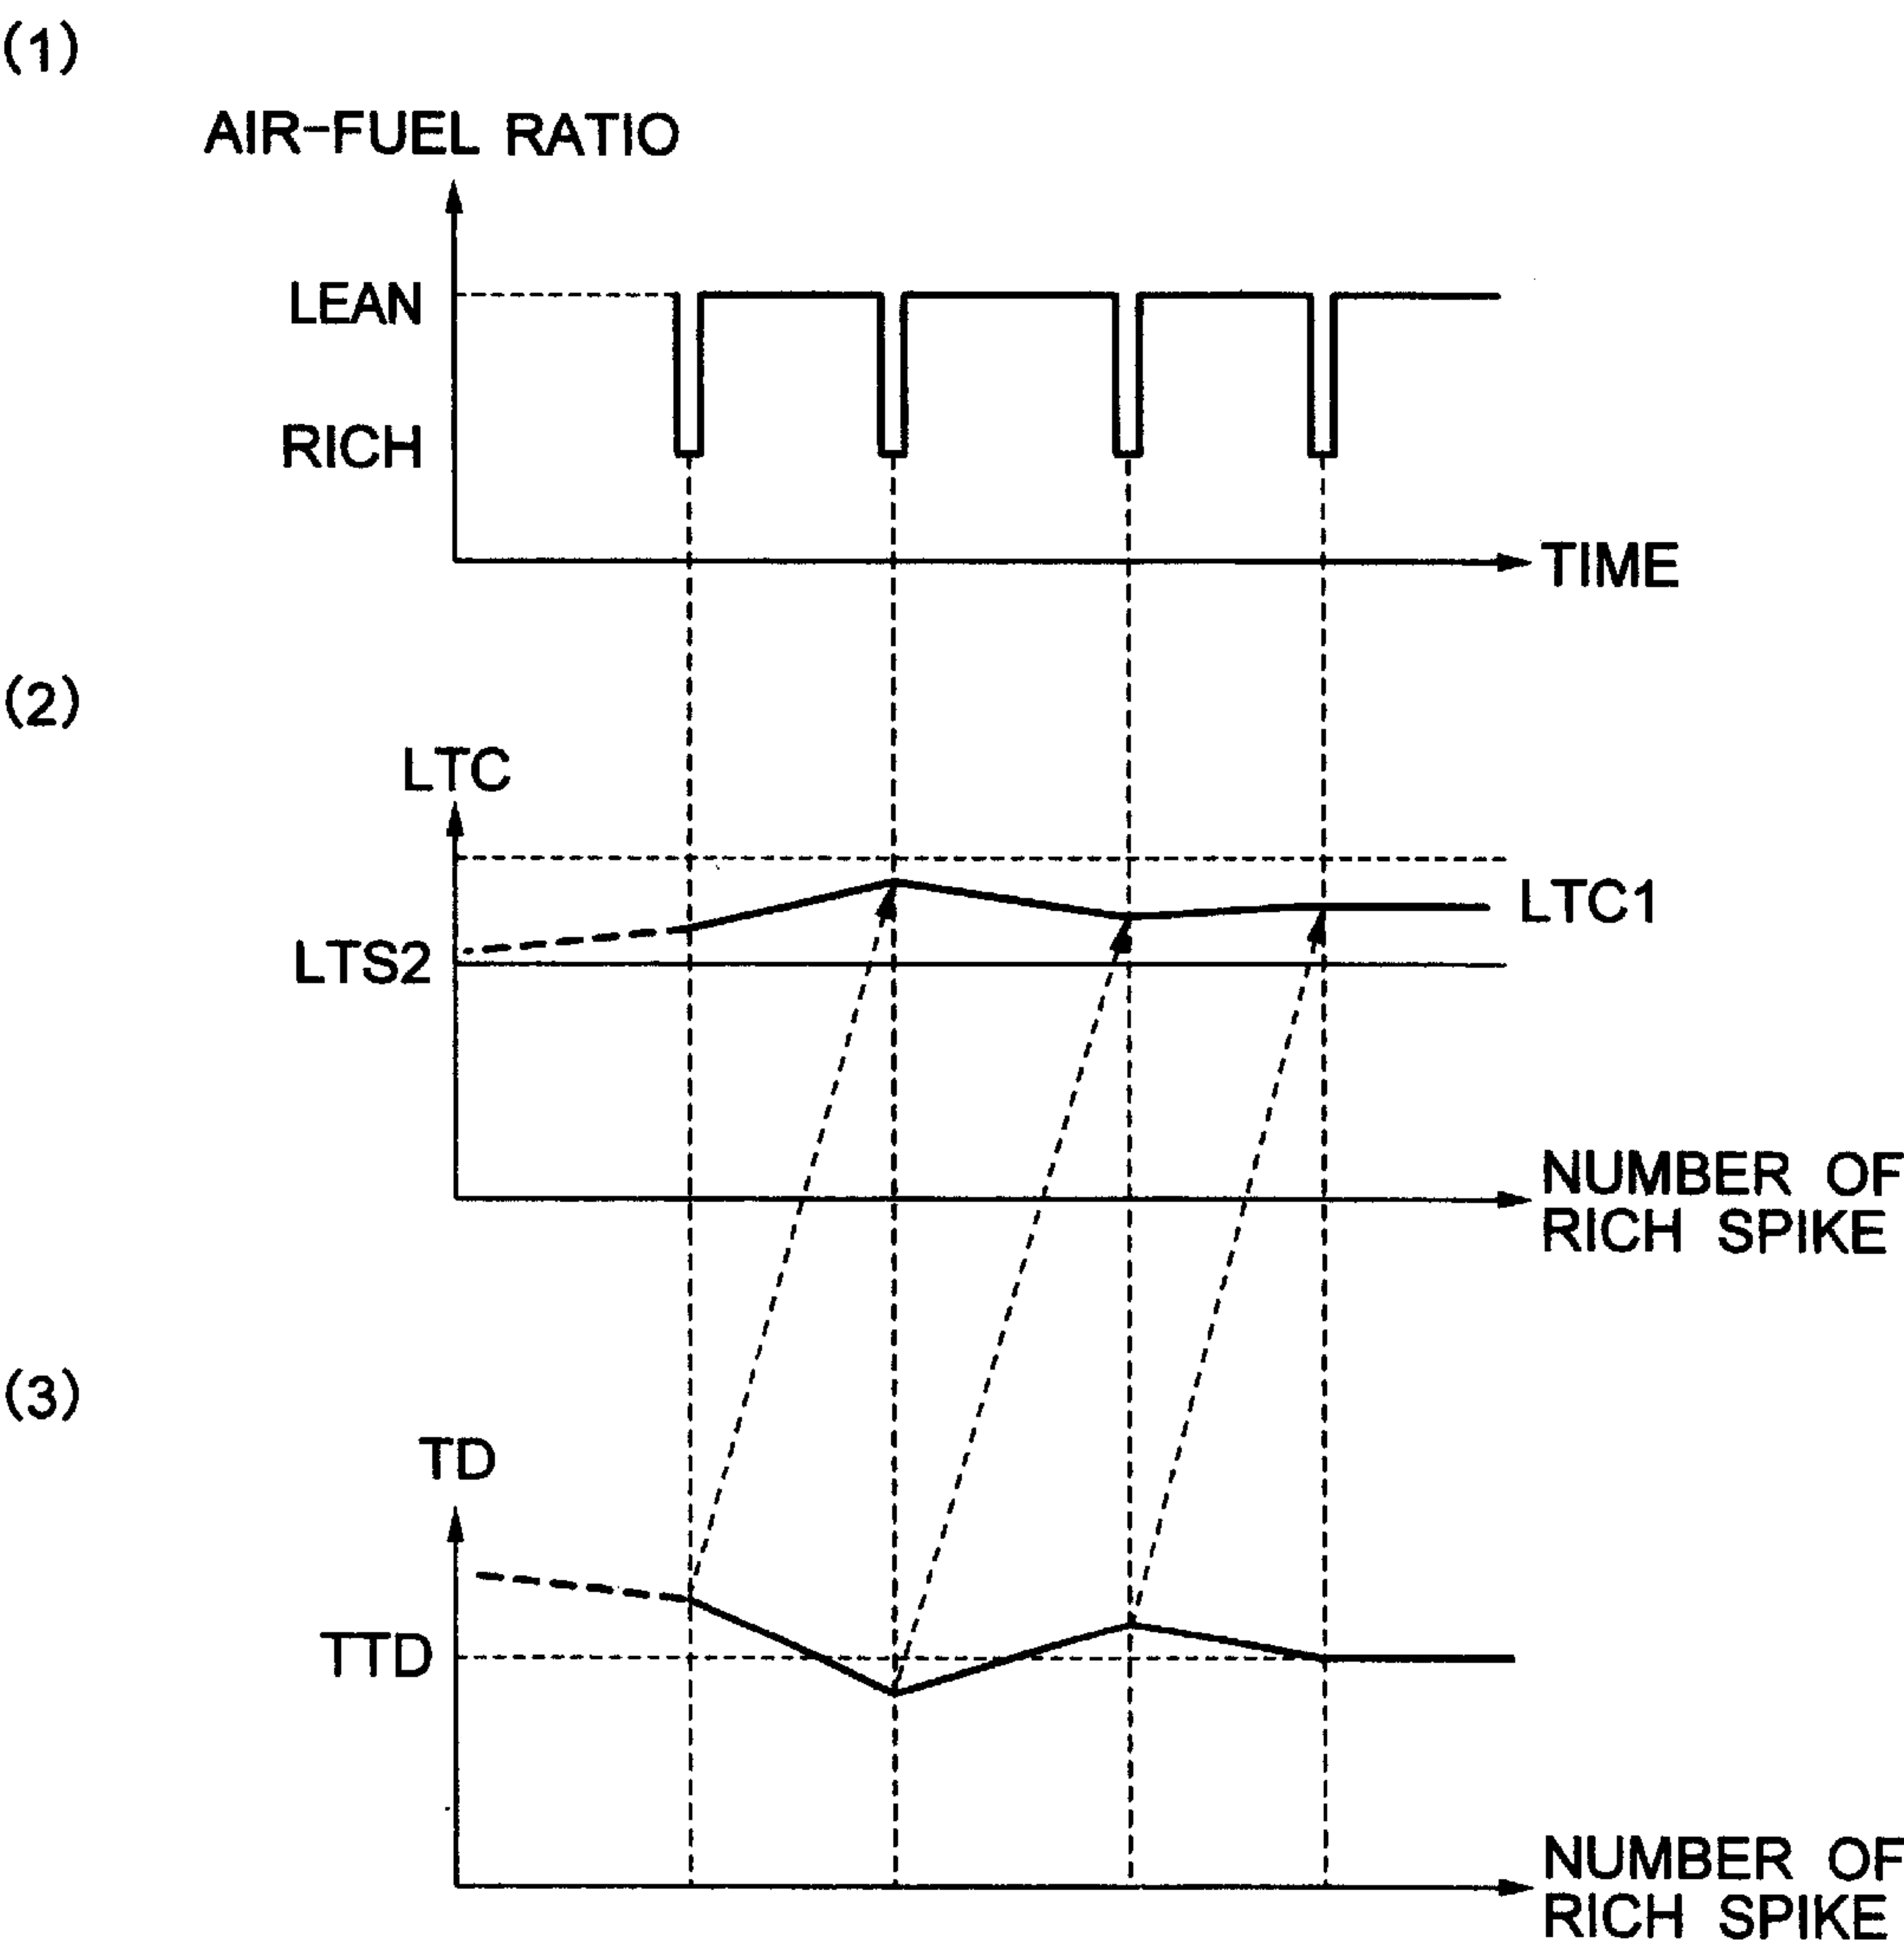 (1)
AIR-FUEL RATIO
LEAN
RICH
TIME
(2)
LTC
LTC1
LTS2
NUMBER OF
RICH SPIKE
(3)
TD
TTD
NUMBER OF
RICH SPIKE